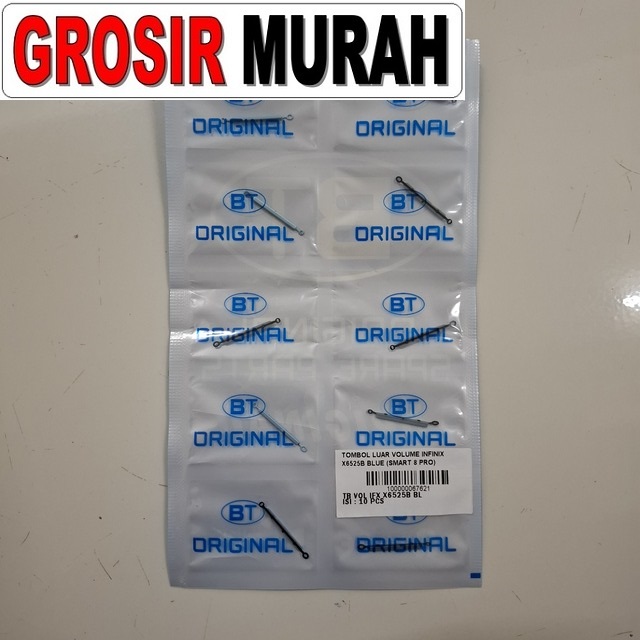 GROSIR MURAH
BT BT
ORIGINAL ORIGINAL
BT BT
ORIGINAL ORIGINAL
BT BT
ORIGINAL ORIGINAL
BT
ORIGINAL ORIGINAL
TOMBOL LUAR VOLUME INFINIX
X6525B BLUE (SMART 8 PRO)
100000067621
TB VOL IFX X6525B BL
ISI : 10 PCS
BT
ORIGINAL